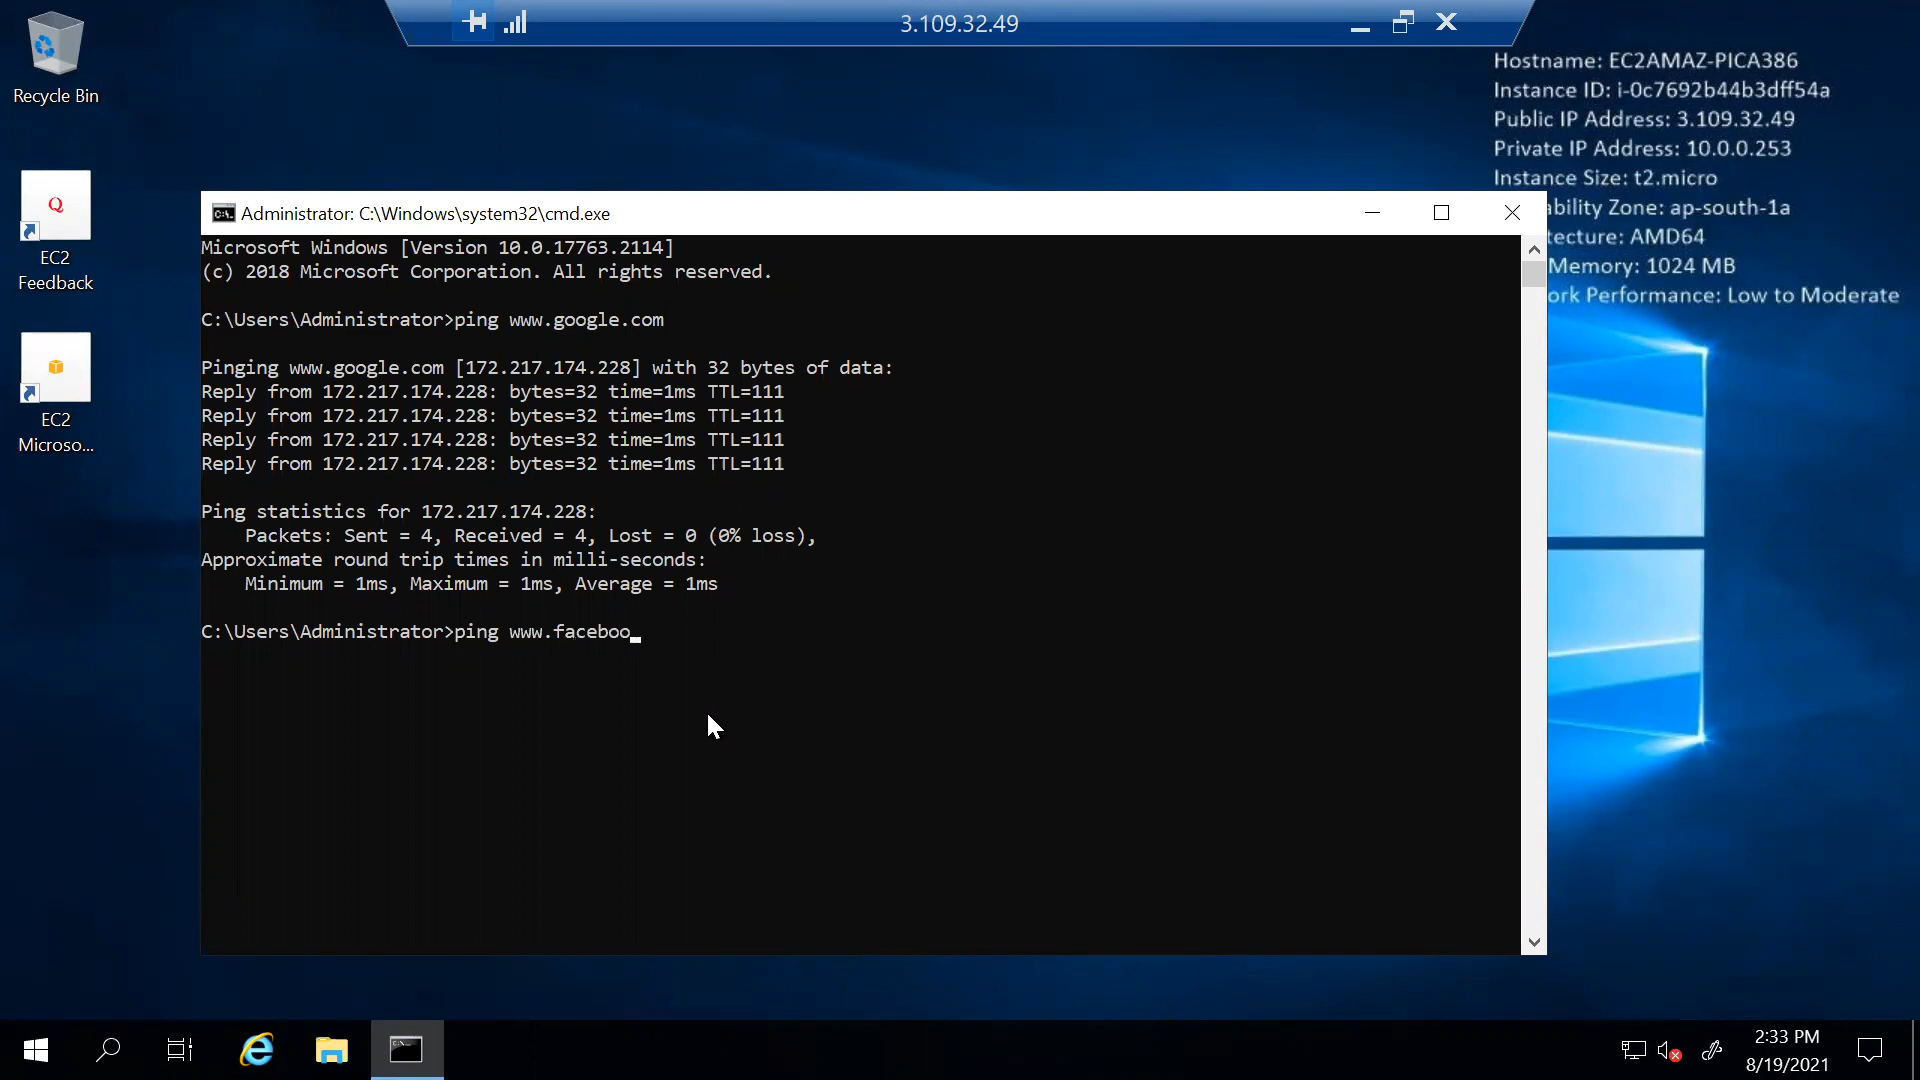 3.109.32.49
Recycle Bin
EC2
Feedback
EC2
Microso...
Hostname: EC2AMAZ-PICA386
Instance ID: i-0c7692b44b3dff54a
Public IP Address: 3.109.32.49
Private IP Address: 10.0.0.253
Instance Size: t2.micro
ability Zone: ap-south-1a
tecture: AMD64
Memory: 1024 MB
ork Performance: Low to Moderate
Administrator: C:\Windows\system32\cmd.exe
Microsoft Windows [Version 10.0.17763.2114]
(c) 2018 Microsoft Corporation. All rights reserved.
C:\Users\Administrator>ping www.google.com
Pinging www.google.com [172.217.174.228] with 32 bytes of data:
Reply from 172.217.174.228: bytes=32 time=1ms TTL=111
Reply from 172.217.174.228: bytes=32 time=1ms TTL=111
Reply from 172.217.174.228: bytes=32 time=1ms TTL=111
Reply from 172.217.174.228: bytes=32 time=1ms TTL=111
Ping statistics for 172.217.174.228:
Packets: Sent = 4, Received = 4, Lost = 0 (0% loss),
Approximate round trip times in milli-seconds:
Minimum = 1ms, Maximum = 1ms, Average = 1ms
C:\Users\Administrator>ping www.faceboo_
2:33 PM
8/19/2021